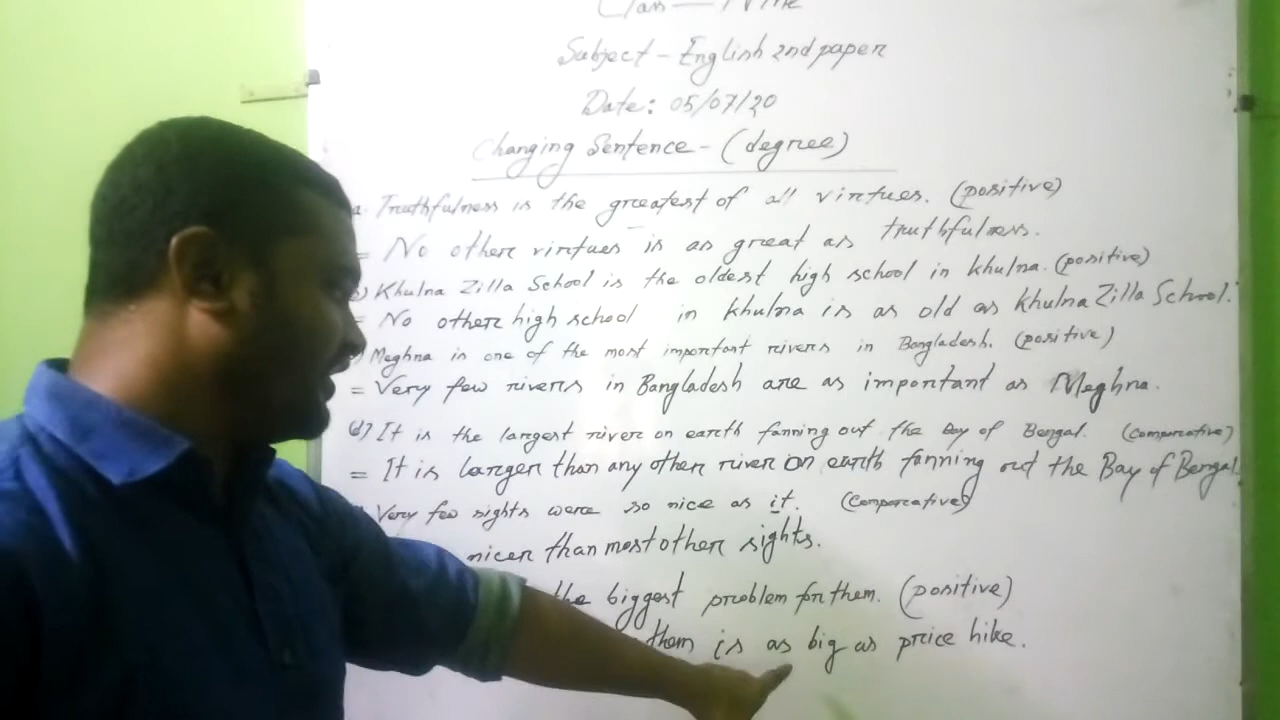 Class - Nine
Subject - English 2nd paper
Date: 05/07/20
Changing Sentence - (degree)
a. Truthfulness is the greatest of all virtues. (positive)
= No other virtues is as great as truthfulness.
b) Khulna Zilla School is the oldest high school in khulna. (positive)
= No other high school in khulna is as old as khulna Zilla School.
Meghna is one of the most important rivers in Bangladesh. (positive)
= Very few rivers in Bangladesh are as important as Meghna.
(d) It is the largest river on earth fanning out the Bay of Bengal. (comparative)
= It is larger than any other river on earth fanning out the Bay of Bengal.
Very few sights were so nice as it. (Comparative)
nicer than most other sights.
the biggest problem for them. (positive)
them is as big as price hike.